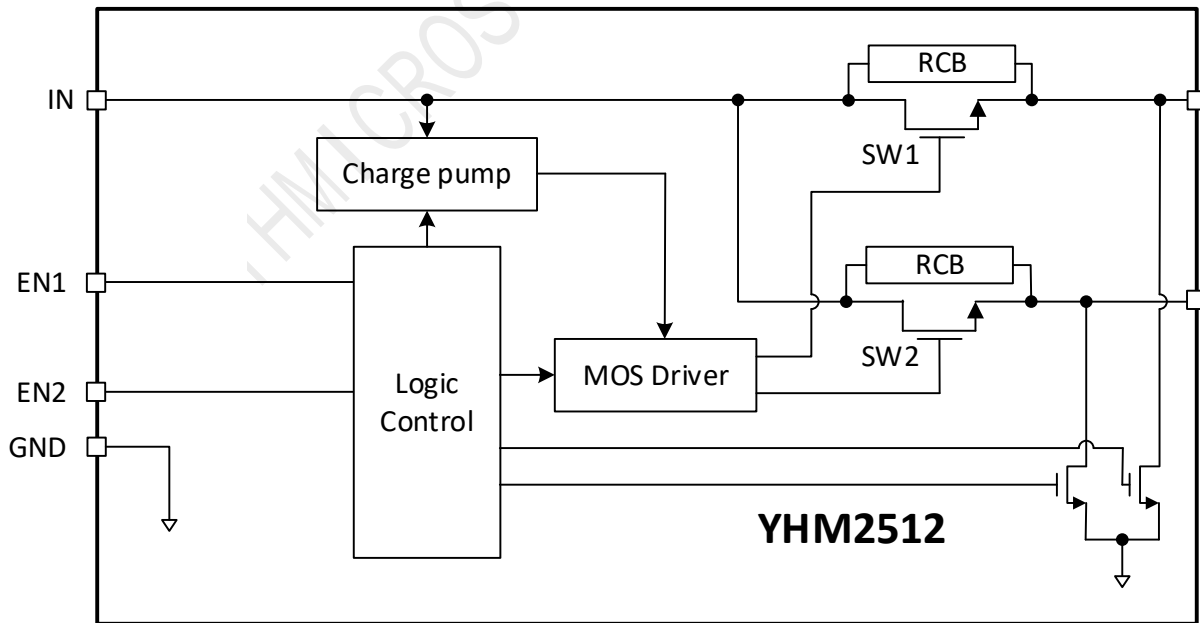 RCB
IN
SW1
Charge pump
RCB
EN1
SW2
MOS Driver
Logic
Control
EN2
GND
YHM2512